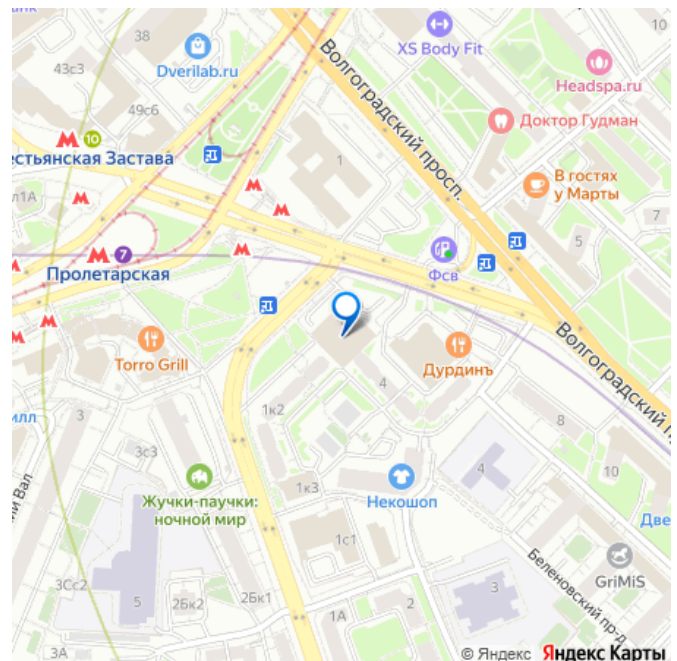 XS Body Fit
10
38
Dverilab.ru
43с3
Headspa.ru
49с6
Волгоградский просп.
Доктор Гудман
10
естьянская Застава
1
В гостях
у Марты
л1А
7
5
7
Фсв
Пролетарская
Torro Grill
Дурдинъ
Волгоградский п
4
1к2
3
8
3с3
4
10
1к3
Жучки-паучки:
ночной мир
Некошоп
ий Вал
Две
1с1
Беленовский пр-д
GriMiS
3Сс2
5
2Бк2
2Бк1
4
1А
2
3А
© Яндекс Яндекс Карты